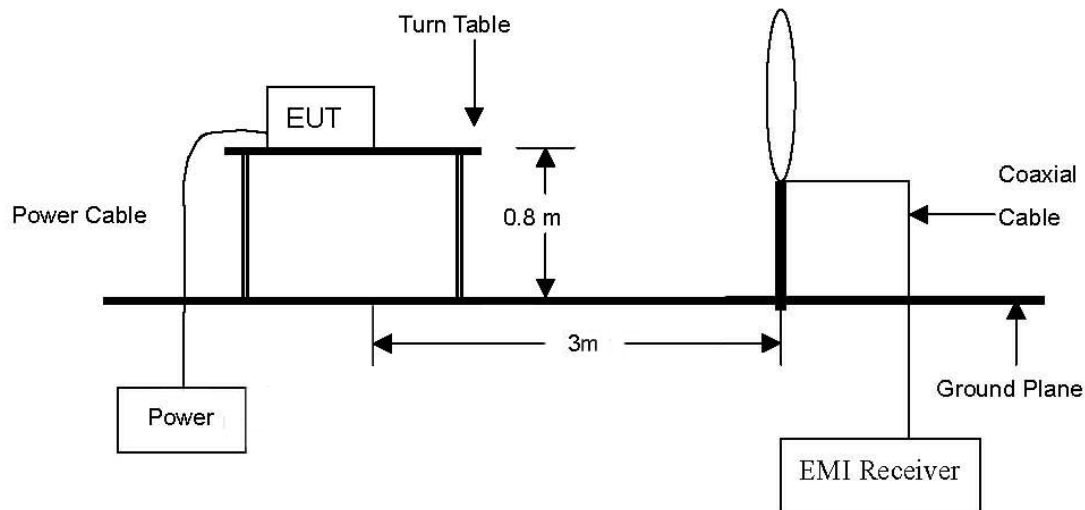 Turn Table
EUT
Coaxial
Cable
Power Cable
0.8 m
3m
Ground Plane
Power
EMI Receiver